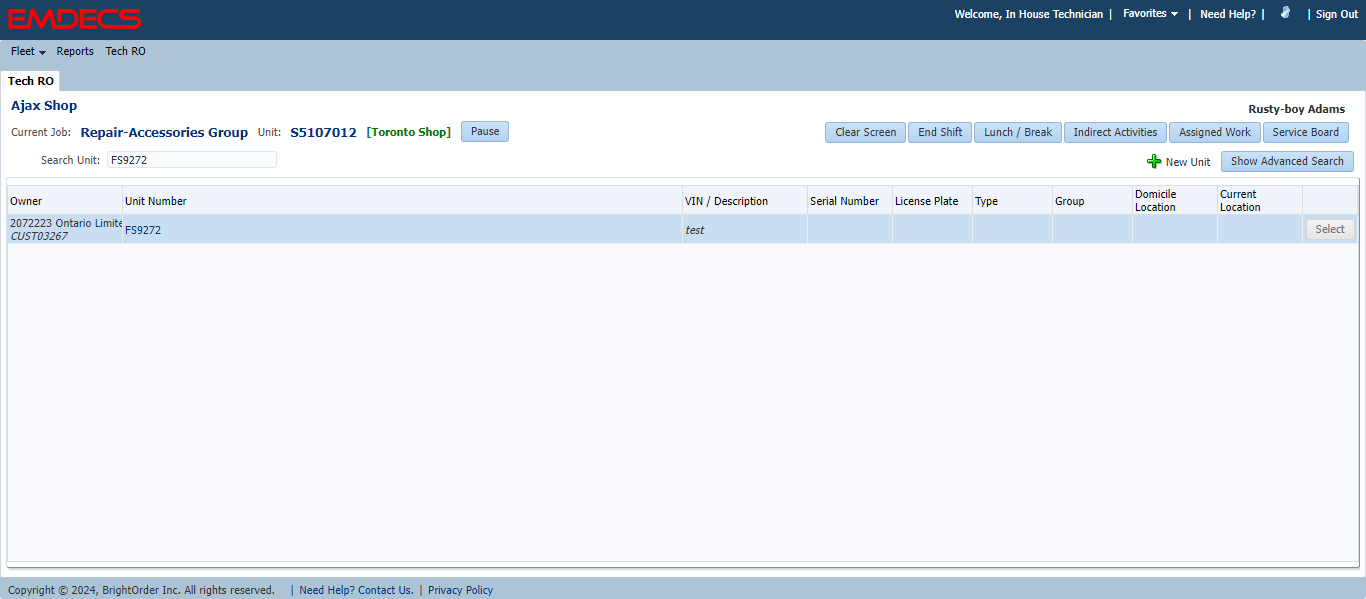 EMDECS
Welcome, In House Technician | Favorites | Need Help? | | Sign Out
Fleet Reports Tech RO
Tech RO
Ajax Shop
Rusty-boy Adams
Current Job: Repair-Accessories Group Unit: S5107012 [Toronto Shop] Pause
Clear Screen End Shift Lunch / Break Indirect Activities Assigned Work Service Board
Search Unit: FS9272
New Unit Show Advanced Search
Owner Unit Number VIN / Description Serial Number License Plate Type Group Domicile Location Current Location
2072223 Ontario Limite
CUST03267
FS9272 test Select
Copyright © 2024, BrightOrder Inc. All rights reserved. | Need Help? Contact Us. | Privacy Policy